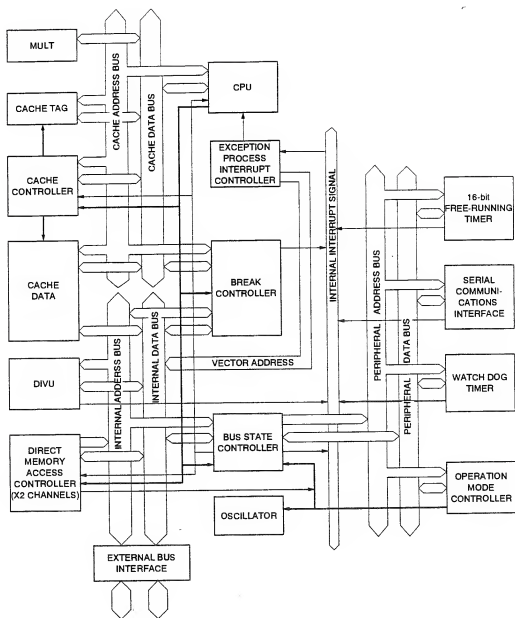 MULT
CACHE TAG
CACHE
CONTROLLER
CACHE
DATA
DIVU
DIRECT
MEMORY
ACCESS
CONTROLLER
(X2 CHANNELS)
CACHE ADDRESS BUS
CACHE DATA BUS
INTERNAL ADDERSS BUS
INTERNAL DATA BUS
EXTERNAL BUS
INTERFACE
CPU
EXCEPTION
PROCESS
INTERRUPT
CONTROLLER
BREAK
CONTROLLER
VECTOR ADDRESS
BUS STATE
CONTROLLER
OSCILLATOR
INTERNAL INTERRUPT SIGNAL
PERIPHERAL ADDRESS BUS
PERIPHERAL DATA BUS
16-bit
FREE-RUNNING
TIMER
SERIAL
COMMUNI-
CATIONS
INTERFACE
WATCH DOG
TIMER
OPERATION
MODE
CONTROLLER